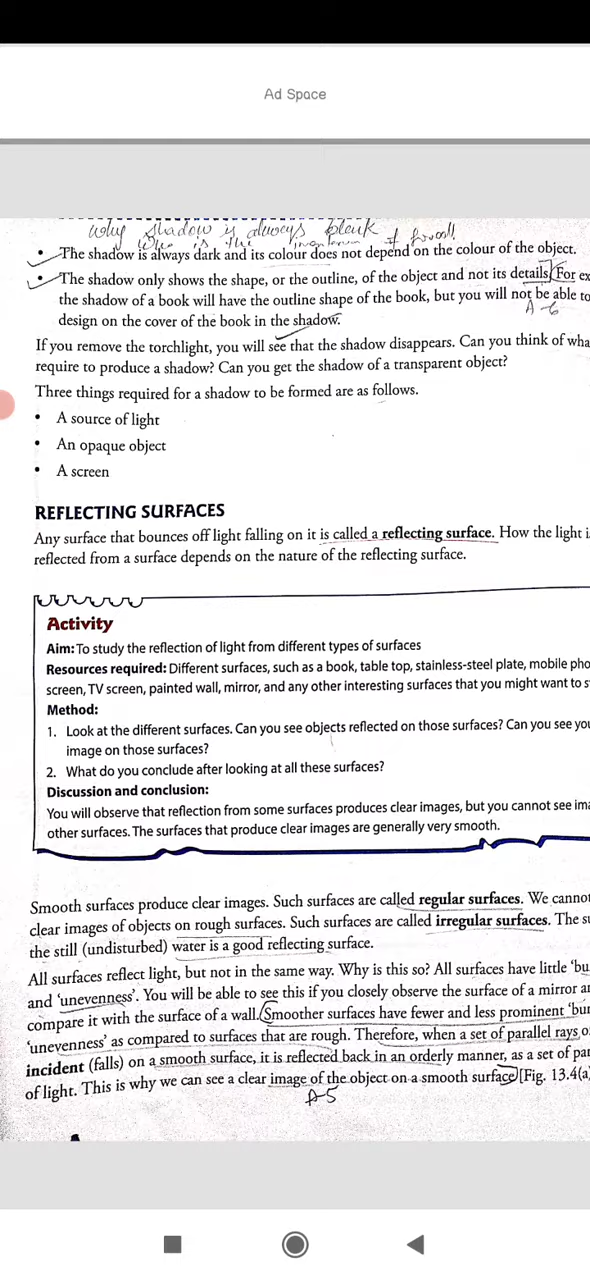 Ad Space
why shadow is always
is the
• The shadow is always dark and its colour does not depend on the colour of the object.
• The shadow only shows the shape, or the outline, of the object and not its details. For ex
the shadow of a book will have the outline shape of the book, but you will not be able to
A-6
design on the cover of the book in the shadow.
If you remove the torchlight, you will see that the shadow disappears. Can you think of wha
require to produce a shadow? Can you get the shadow of a transparent object?
Three things required for a shadow to be formed are as follows.
• A source of light
• An opaque object
• A screen
REFLECTING SURFACES
Any surface that bounces off light falling on it is called a reflecting surface. How the light i
reflected from a surface depends on the nature of the reflecting surface.
Activity
Aim: To study the reflection of light from different types of surfaces
Resources required: Different surfaces, such as a book, table top, stainless-steel plate, mobile pho
screen, TV screen, painted wall, mirror, and any other interesting surfaces that you might want to s
Method:
1. Look at the different surfaces. Can you see objects reflected on those surfaces? Can you see you
image on those surfaces?
2. What do you conclude after looking at all these surfaces?
Discussion and conclusion:
You will observe that reflection from some surfaces produces clear images, but you cannot see ima
other surfaces. The surfaces that produce clear images are generally very smooth.
Smooth surfaces produce clear images. Such surfaces are called regular surfaces. We cannot
clear images of objects on rough surfaces. Such surfaces are called irregular surfaces. The su
the still (undisturbed) water is a good reflecting surface.
All surfaces reflect light, but not in the same way. Why is this so? All surfaces have little 'bu
and 'unevenness'. You will be able to see this if you closely observe the surface of a mirror an
compare it with the surface of a wall. Smoother surfaces have fewer and less prominent 'bum
'unevenness' as compared to surfaces that are rough. Therefore, when a set of parallel rays o
incident (falls) on a smooth surface, it is reflected back in an orderly manner, as a set of par
of light. This is why we can see a clear image of the object on a smooth surface [Fig. 13.4(a
A-5